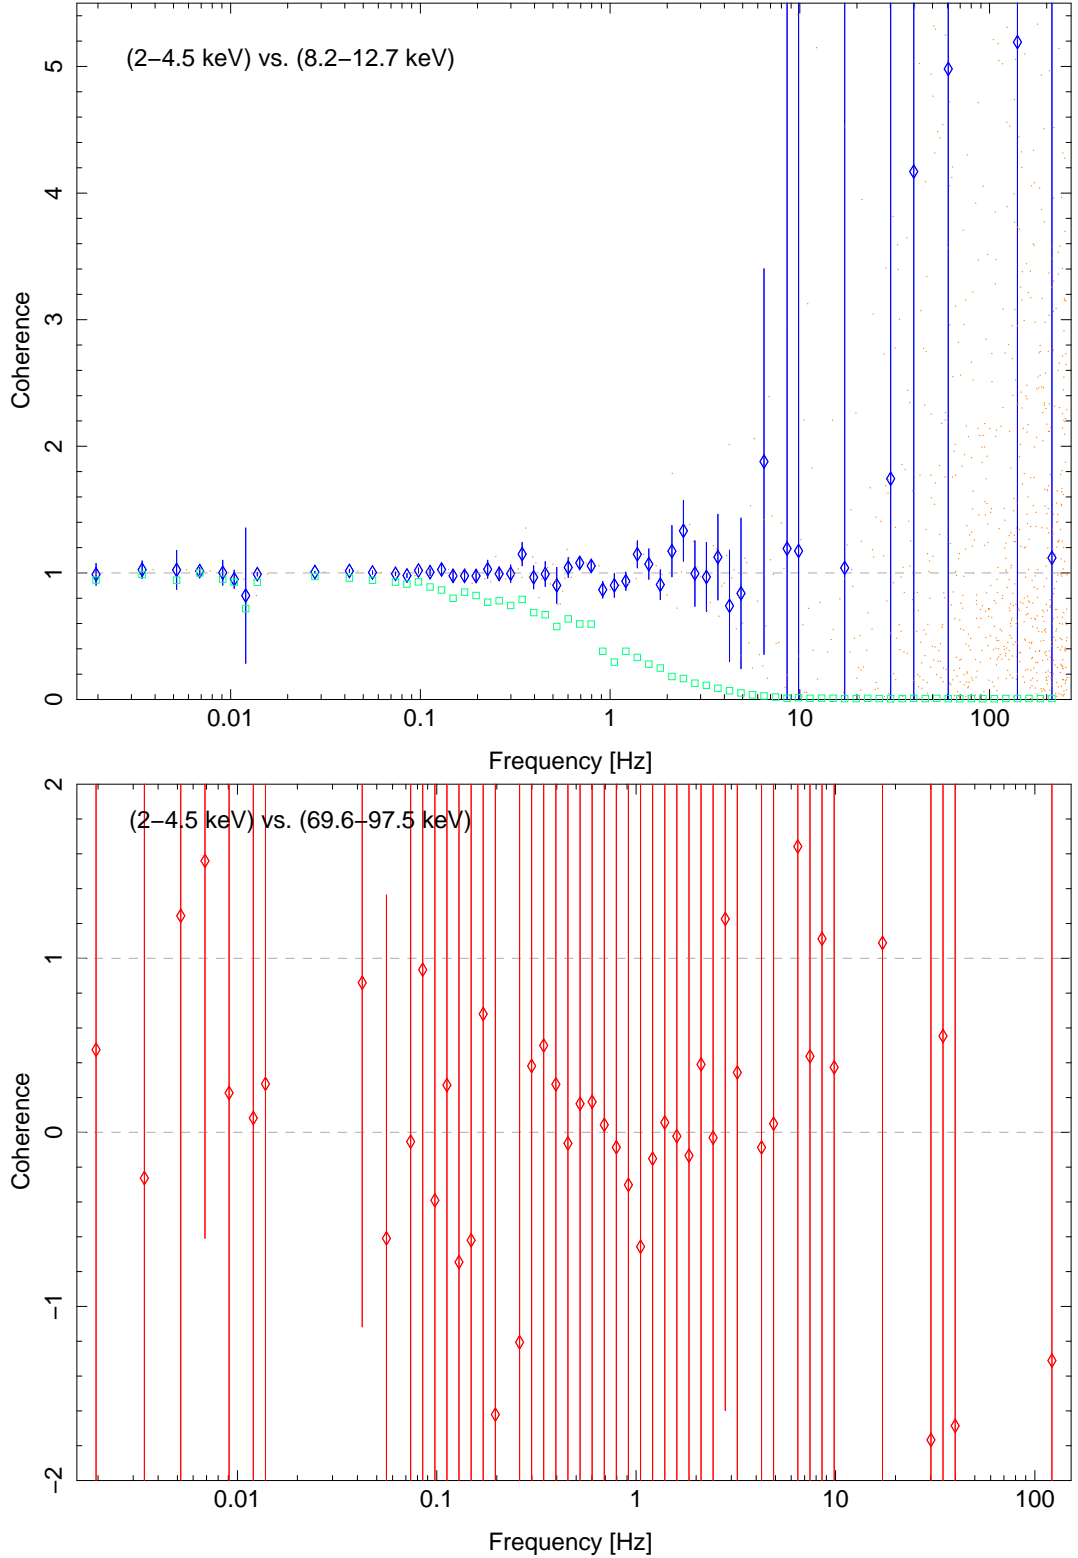 (2−4.5 keV) vs. (8.2−12.7 keV)
5
4
3
2
1
0
Coherence
0.01 0.1 1 10 100
Frequency [Hz]
(2−4.5 keV) vs. (69.6−97.5 keV)
2
1
0
−1
−2
Coherence
0.01 0.1 1 10 100
Frequency [Hz]